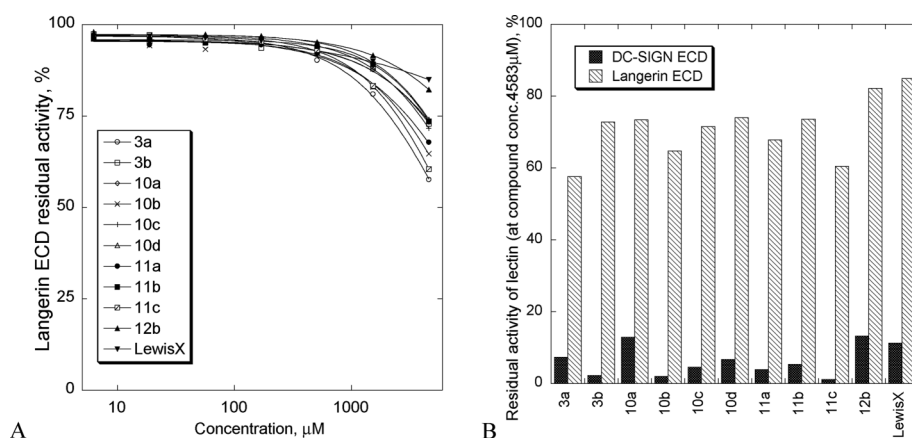 Langerin ECD residual activity, %
100
75
50
25
0
3a
3b
10a
10b
10c
10d
11a
11b
11c
12b
LewisX
10
100
1000
Concentration, μM
A
Residual activity of lectin (at compound conc.4583μM), %
100
80
60
40
20
0
DC-SIGN ECD
Langerin ECD
3a
3b
10a
10b
10c
10d
11a
11b
11c
12b
LewisX
B